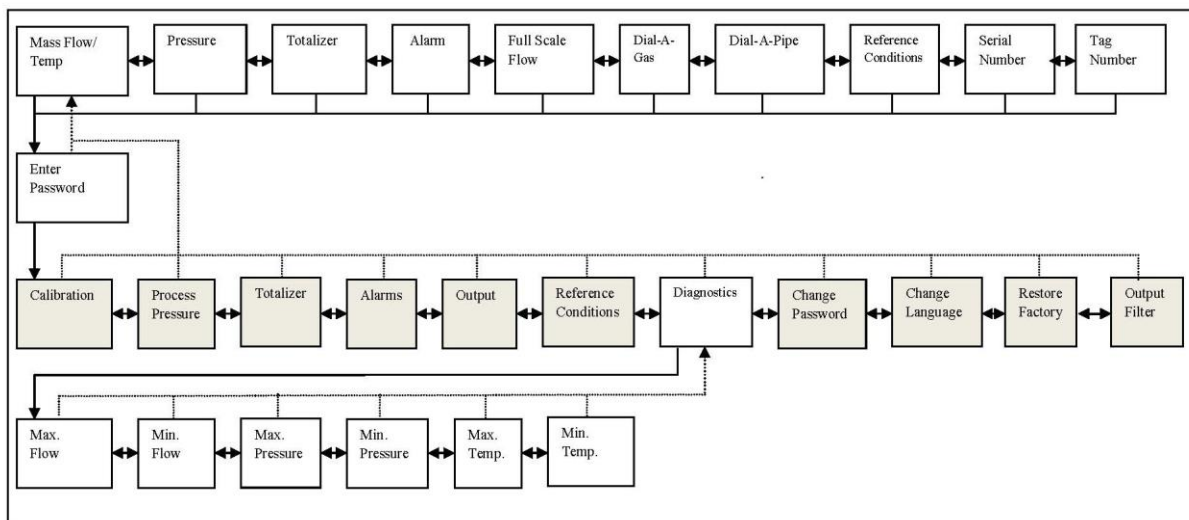 Mass Flow/
Temp
Pressure
Totalizer
Alarm
Full Scale
Flow
Dial-A-
Gas
Dial-A-Pipe
Reference
Conditions
Serial
Number
Tag
Number
Enter
Password
Calibration
Process
Pressure
Totalizer
Alarms
Output
Reference
Conditions
Diagnostics
Change
Password
Change
Language
Restore
Factory
Output
Filter
Max.
Flow
Min.
Flow
Max.
Pressure
Min.
Pressure
Max.
Temp.
Min.
Temp.